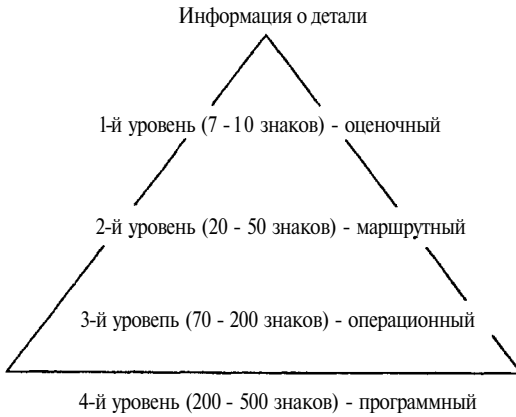 Информация о детали
1-й уровень (7 - 10 знаков) - оценочный
2-й уровень (20 - 50 знаков) - маршрутный
3-й уровепь (70 - 200 знаков) - операционный
4-й уровень (200 - 500 знаков) - программный